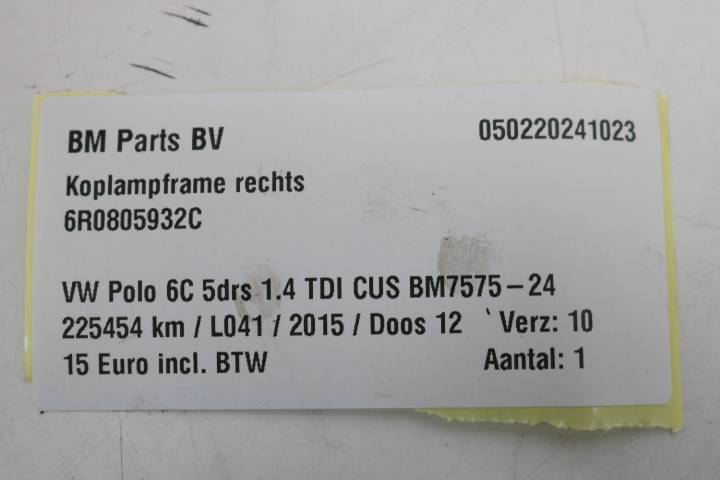 BM Parts BV 050220241023
Koplampframe rechts
6R0805932C
VW Polo 6C 5drs 1.4 TDI CUS BM7575-24
225454 km / L041 / 2015 / Doos 12 Verz: 10
15 Euro incl. BTW Aantal: 1